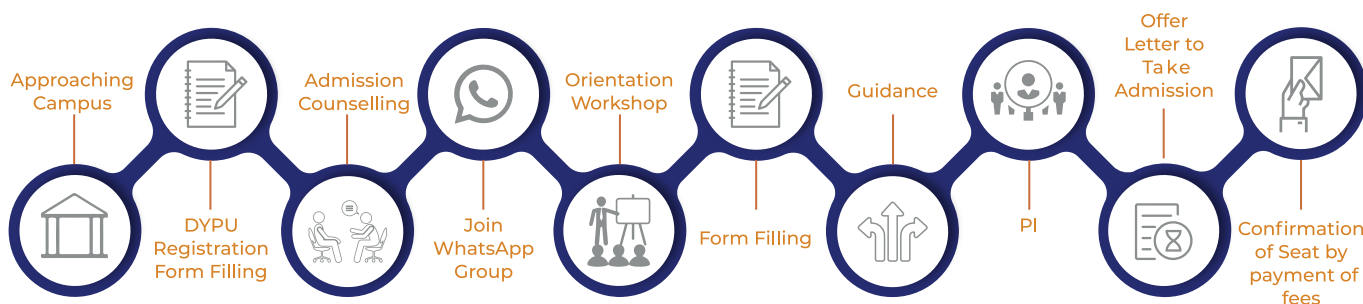 Approaching
Campus
DYPU
Registration
Form Filling
Admission
Counselling
Join
WhatsApp
Group
Orientation
Workshop
Form Filling
Guidance
PI
Offer
Letter to
Take
Admission
Confirmation
of Seat by
payment of
fees